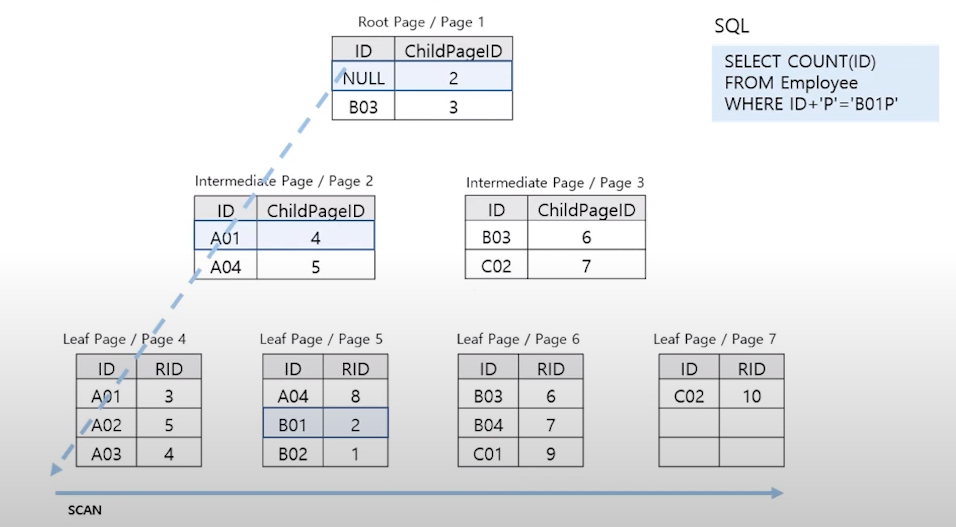 Root Page / Page 1
ID ChildPageID
NULL 2
B03 3
SQL
SELECT COUNT(ID)
FROM Employee
WHERE ID+'P'='B01P'
Intermediate Page / Page 2
ID ChildPageID
A01 4
A04 5
Intermediate Page / Page 3
ID ChildPageID
B03 6
C02 7
Leaf Page / Page 4
ID RID
A01 3
A02 5
A03 4
Leaf Page / Page 5
ID RID
A04 8
B01 2
B02 1
Leaf Page / Page 6
ID RID
B03 6
B04 7
C01 9
Leaf Page / Page 7
ID RID
C02 10
SCAN